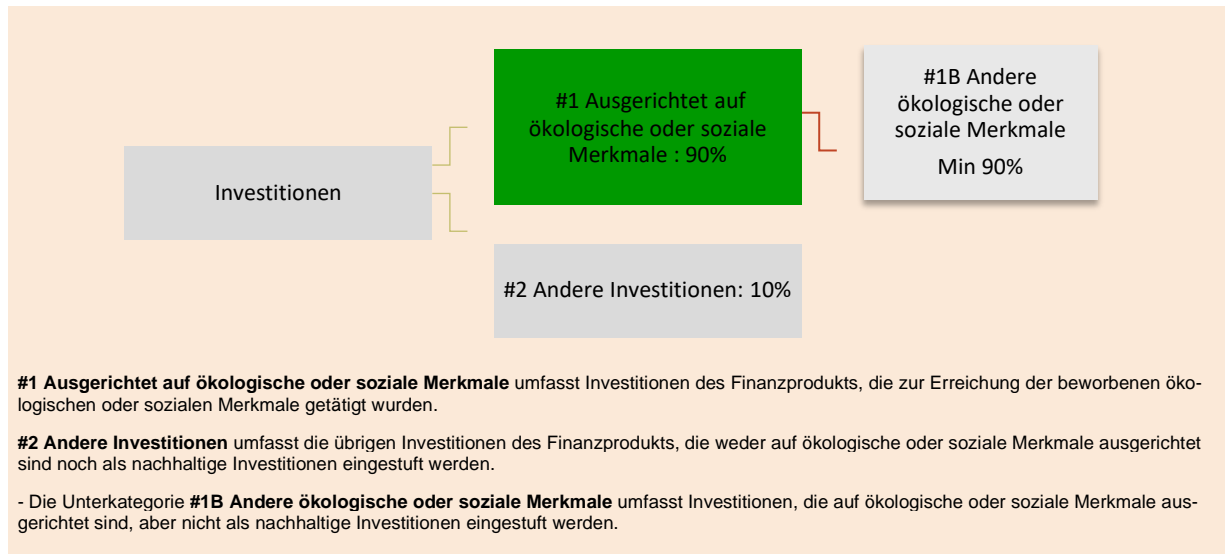 #1 Ausgerichtet auf
ökologische oder soziale
Merkmale : 90%
#1B Andere
ökologische oder
soziale Merkmale
Min 90%
Investitionen
#2 Andere Investitionen: 10%
#1 Ausgerichtet auf ökologische oder soziale Merkmale umfasst Investitionen des Finanzprodukts, die zur Erreichung der beworbenen öko-
logischen oder sozialen Merkmale getätigt wurden.
#2 Andere Investitionen umfasst die übrigen Investitionen des Finanzprodukts, die weder auf ökologische oder soziale Merkmale ausgerichtet
sind noch als nachhaltige Investitionen eingestuft werden.
- Die Unterkategorie #1B Andere ökologische oder soziale Merkmale umfasst Investitionen, die auf ökologische oder soziale Merkmale aus-
gerichtet sind, aber nicht als nachhaltige Investitionen eingestuft werden.